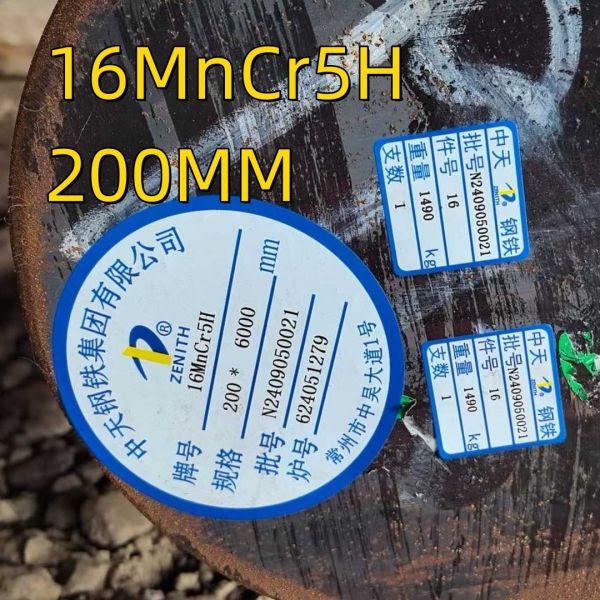 16MnCr5H
200MM
中天钢铁集团有限公司
® ZENITH
牌号 16MnCr5H
规格 200 * 6000 mm
批号 N2409050021
炉号 624051279
常州市中吴大道1号
中天 ZENITH 钢铁
批号 N2409050021
件号 16
重量 1490 kg
支数 1
中天 ZENITH 钢铁
批号 N2409050021
件号 16
重量 1490 kg
支数 1